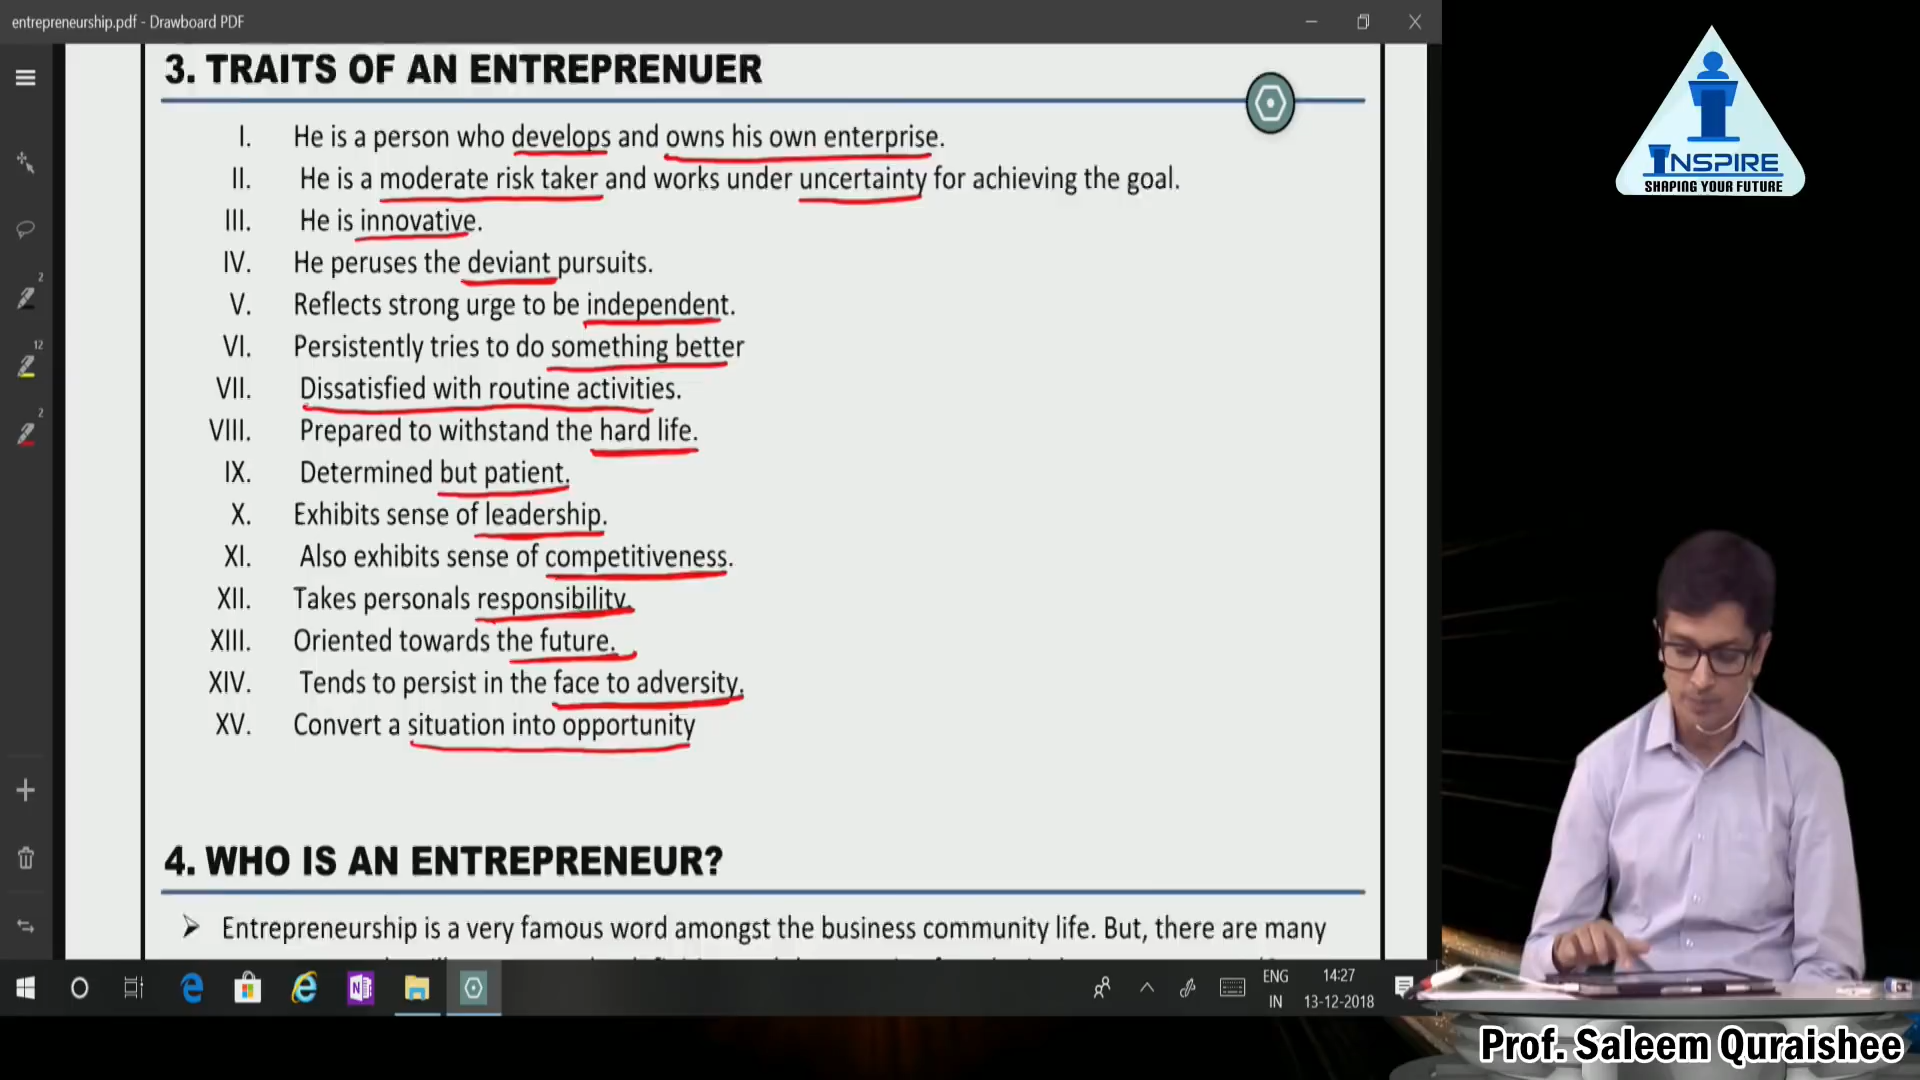 entrepreneurship.pdf - Drawboard PDF
3. TRAITS OF AN ENTREPRENUER
I. He is a person who develops and owns his own enterprise.
II. He is a moderate risk taker and works under uncertainty for achieving the goal.
III. He is innovative.
IV. He peruses the deviant pursuits.
V. Reflects strong urge to be independent.
VI. Persistently tries to do something better
VII. Dissatisfied with routine activities.
VIII. Prepared to withstand the hard life.
IX. Determined but patient.
X. Exhibits sense of leadership.
XI. Also exhibits sense of competitiveness.
XII. Takes personals responsibility.
XIII. Oriented towards the future.
XIV. Tends to persist in the face to adversity.
XV. Convert a situation into opportunity
4. WHO IS AN ENTREPRENEUR?
➤ Entrepreneurship is a very famous word amongst the business community life. But, there are many
2
12
2
N
ENG
IN
14:27
13-12-2018
INSPIRE
SHAPING YOUR FUTURE
Prof. Saleem Quraishee